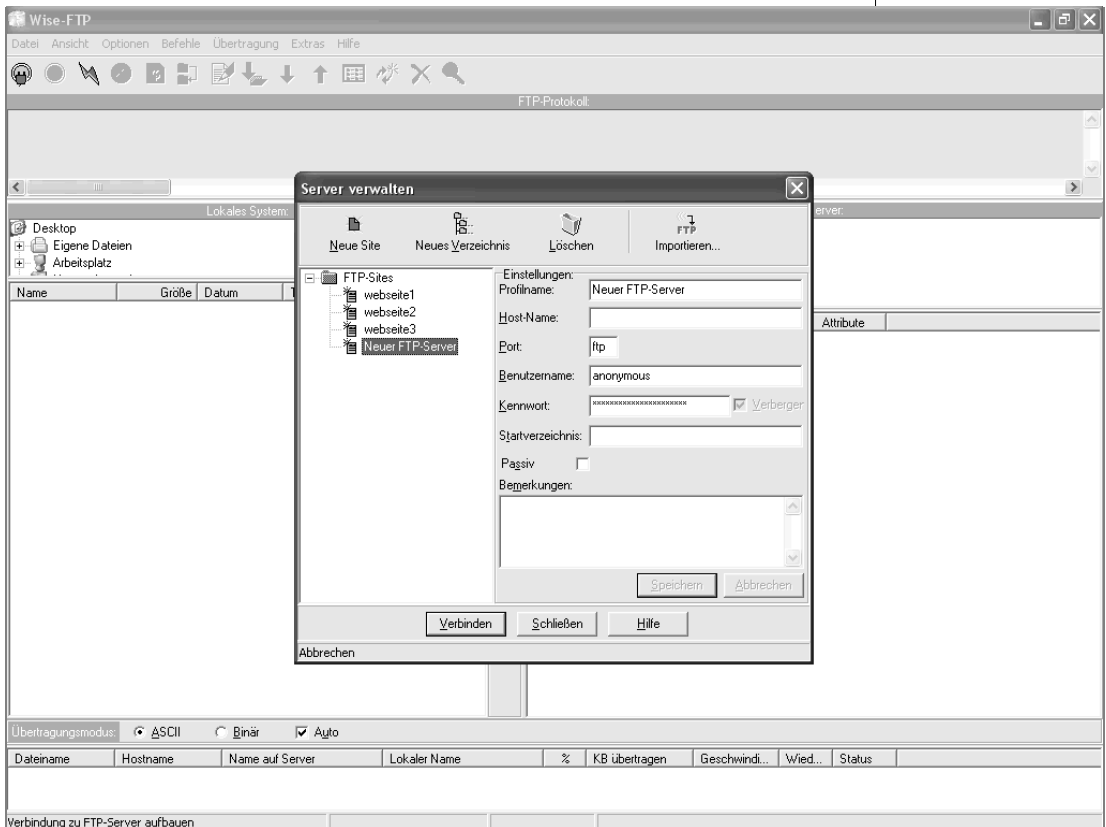 Wise-FTP
Datei Ansicht Optionen Befehle Übertragung Extras Hilfe
FTP-Protokoll:
Lokales System:
erver:
Desktop
Eigene Dateien
Arbeitsplatz
Name Größe Datum
Attribute
Server verwalten
Neue Site Neues Verzeichnis Löschen FTP Importieren...
FTP-Sites
webseite1
webseite2
webseite3
Neuer FTP-Server
Einstellungen:
Profilname: Neuer FTP-Server
Host-Name:
Port: ftp
Benutzername: anonymous
Kennwort: ********************** Verberger
Startverzeichnis:
Passiv
Bemerkungen:
Speichern Abbrechen
Verbinden Schließen Hilfe
Abbrechen
Übertragungsmodus: ASCII Binär Auto
Dateiname Hostname Name auf Server Lokaler Name % KB übertragen Geschwindi... Wied... Status
Verbindung zu FTP-Server aufbauen